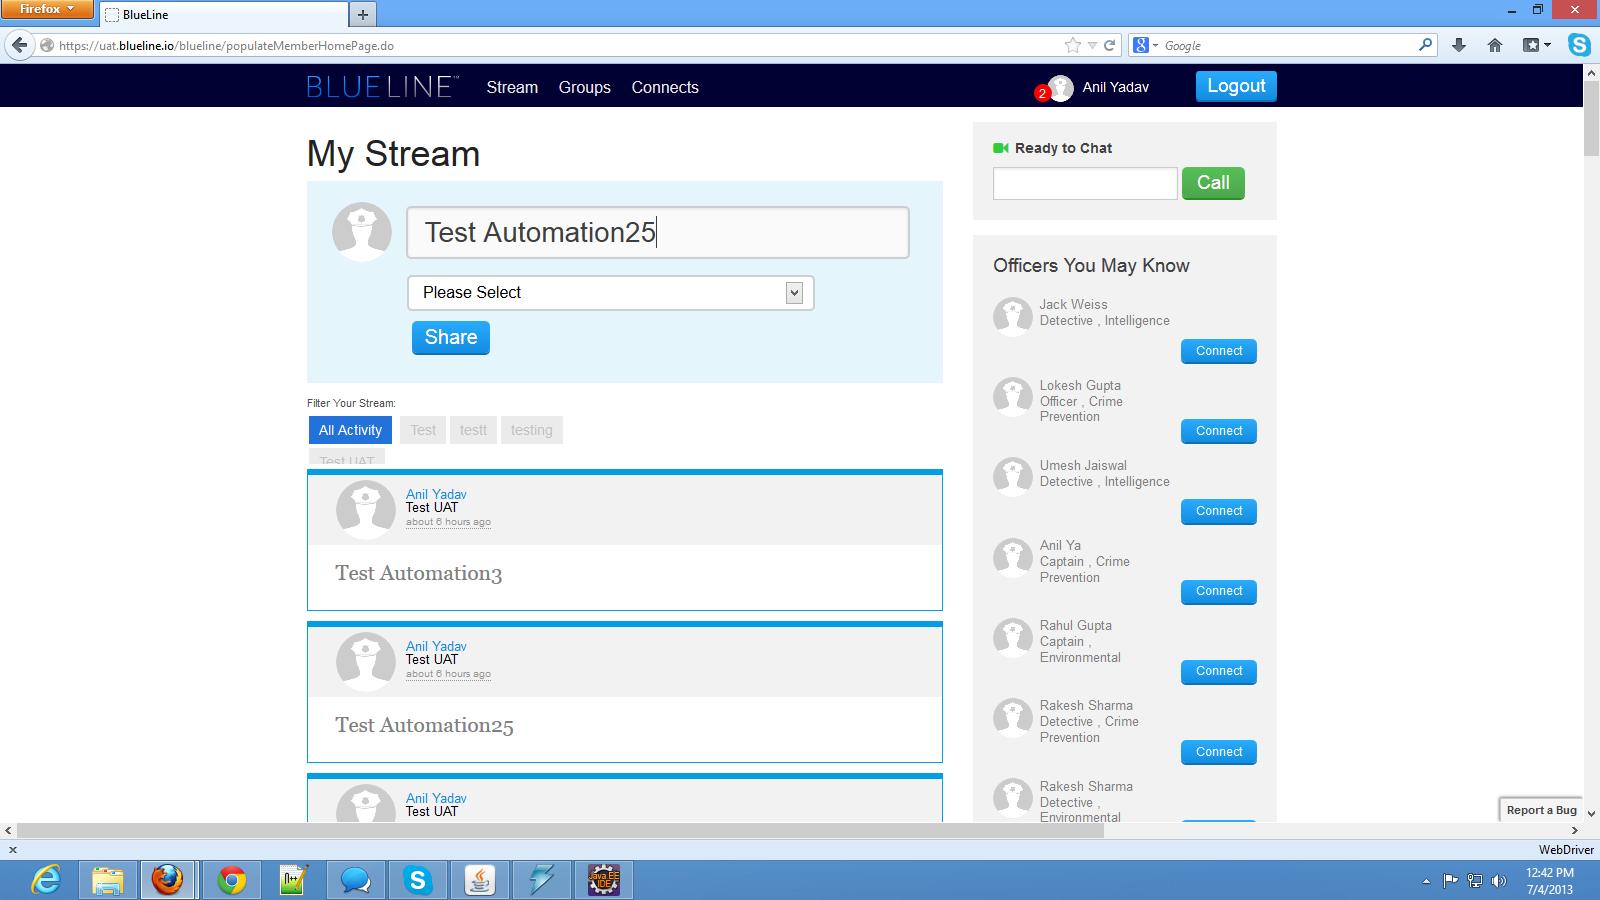 Firefox
BlueLine
https://uat.blueline.io/blueline/populateMemberHomePage.do
Google
BLUELINE™
Stream
Groups
Connects
2
Anil Yadav
Logout
My Stream
Test Automation25
Please Select
Share
Filter Your Stream:
All Activity
Test
testt
testing
Test UAT
Anil Yadav
Test UAT
about 6 hours ago
Test Automation3
Anil Yadav
Test UAT
about 6 hours ago
Test Automation25
Anil Yadav
Test UAT
Ready to Chat
Call
Officers You May Know
Jack Weiss
Detective , Intelligence
Connect
Lokesh Gupta
Officer , Crime
Prevention
Connect
Umesh Jaiswal
Detective , Intelligence
Connect
Anil Ya
Captain , Crime
Prevention
Connect
Rahul Gupta
Captain ,
Environmental
Connect
Rakesh Sharma
Detective , Crime
Prevention
Connect
Rakesh Sharma
Detective ,
Environmental
Report a Bug
WebDriver
Java EE
IDE
12:42 PM
7/4/2013